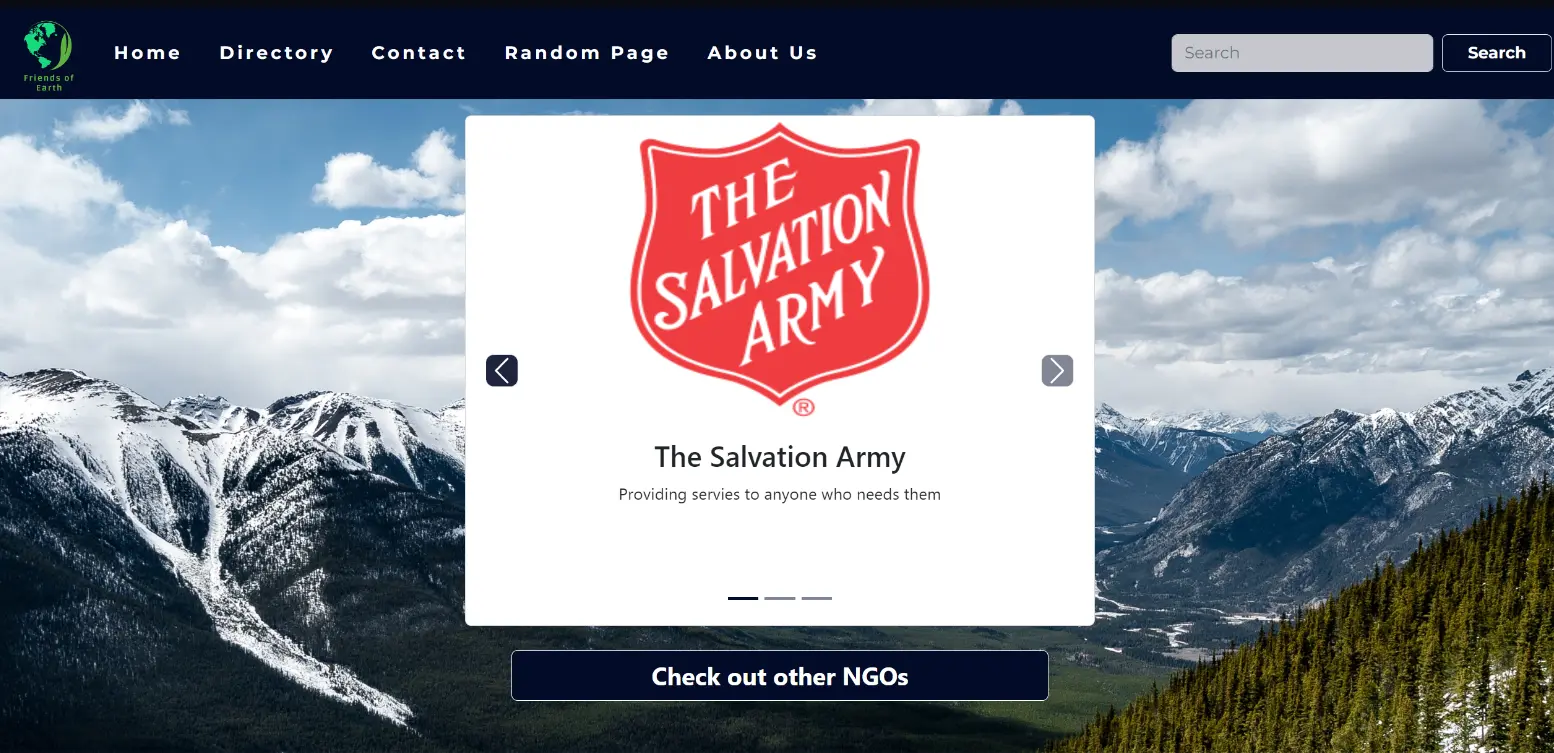 Friends of
Earth
Home Directory Contact Random Page About Us
Search Search
THE
SALVATION
ARMY
®
The Salvation Army
Providing servies to anyone who needs them
Check out other NGOs